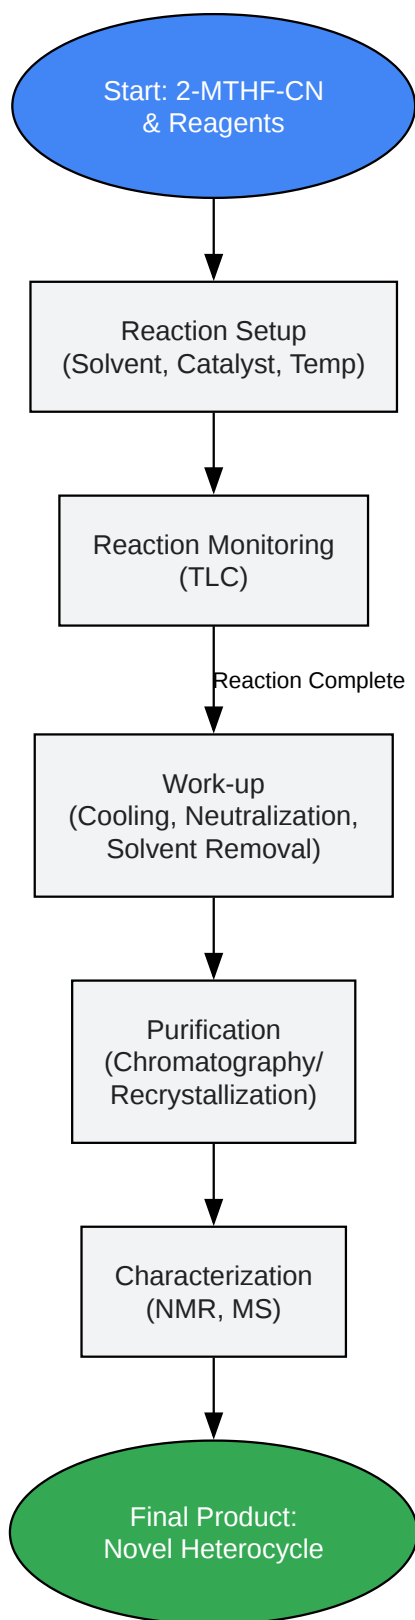 Start: 2-MTHF-CN
& Reagents
Reaction Setup
(Solvent, Catalyst, Temp)
Reaction Monitoring
(TLC)
Reaction Complete
Work-up
(Cooling, Neutralization,
Solvent Removal)
Purification
(Chromatography/
Recrystallization)
Characterization
(NMR, MS)
Final Product:
Novel Heterocycle